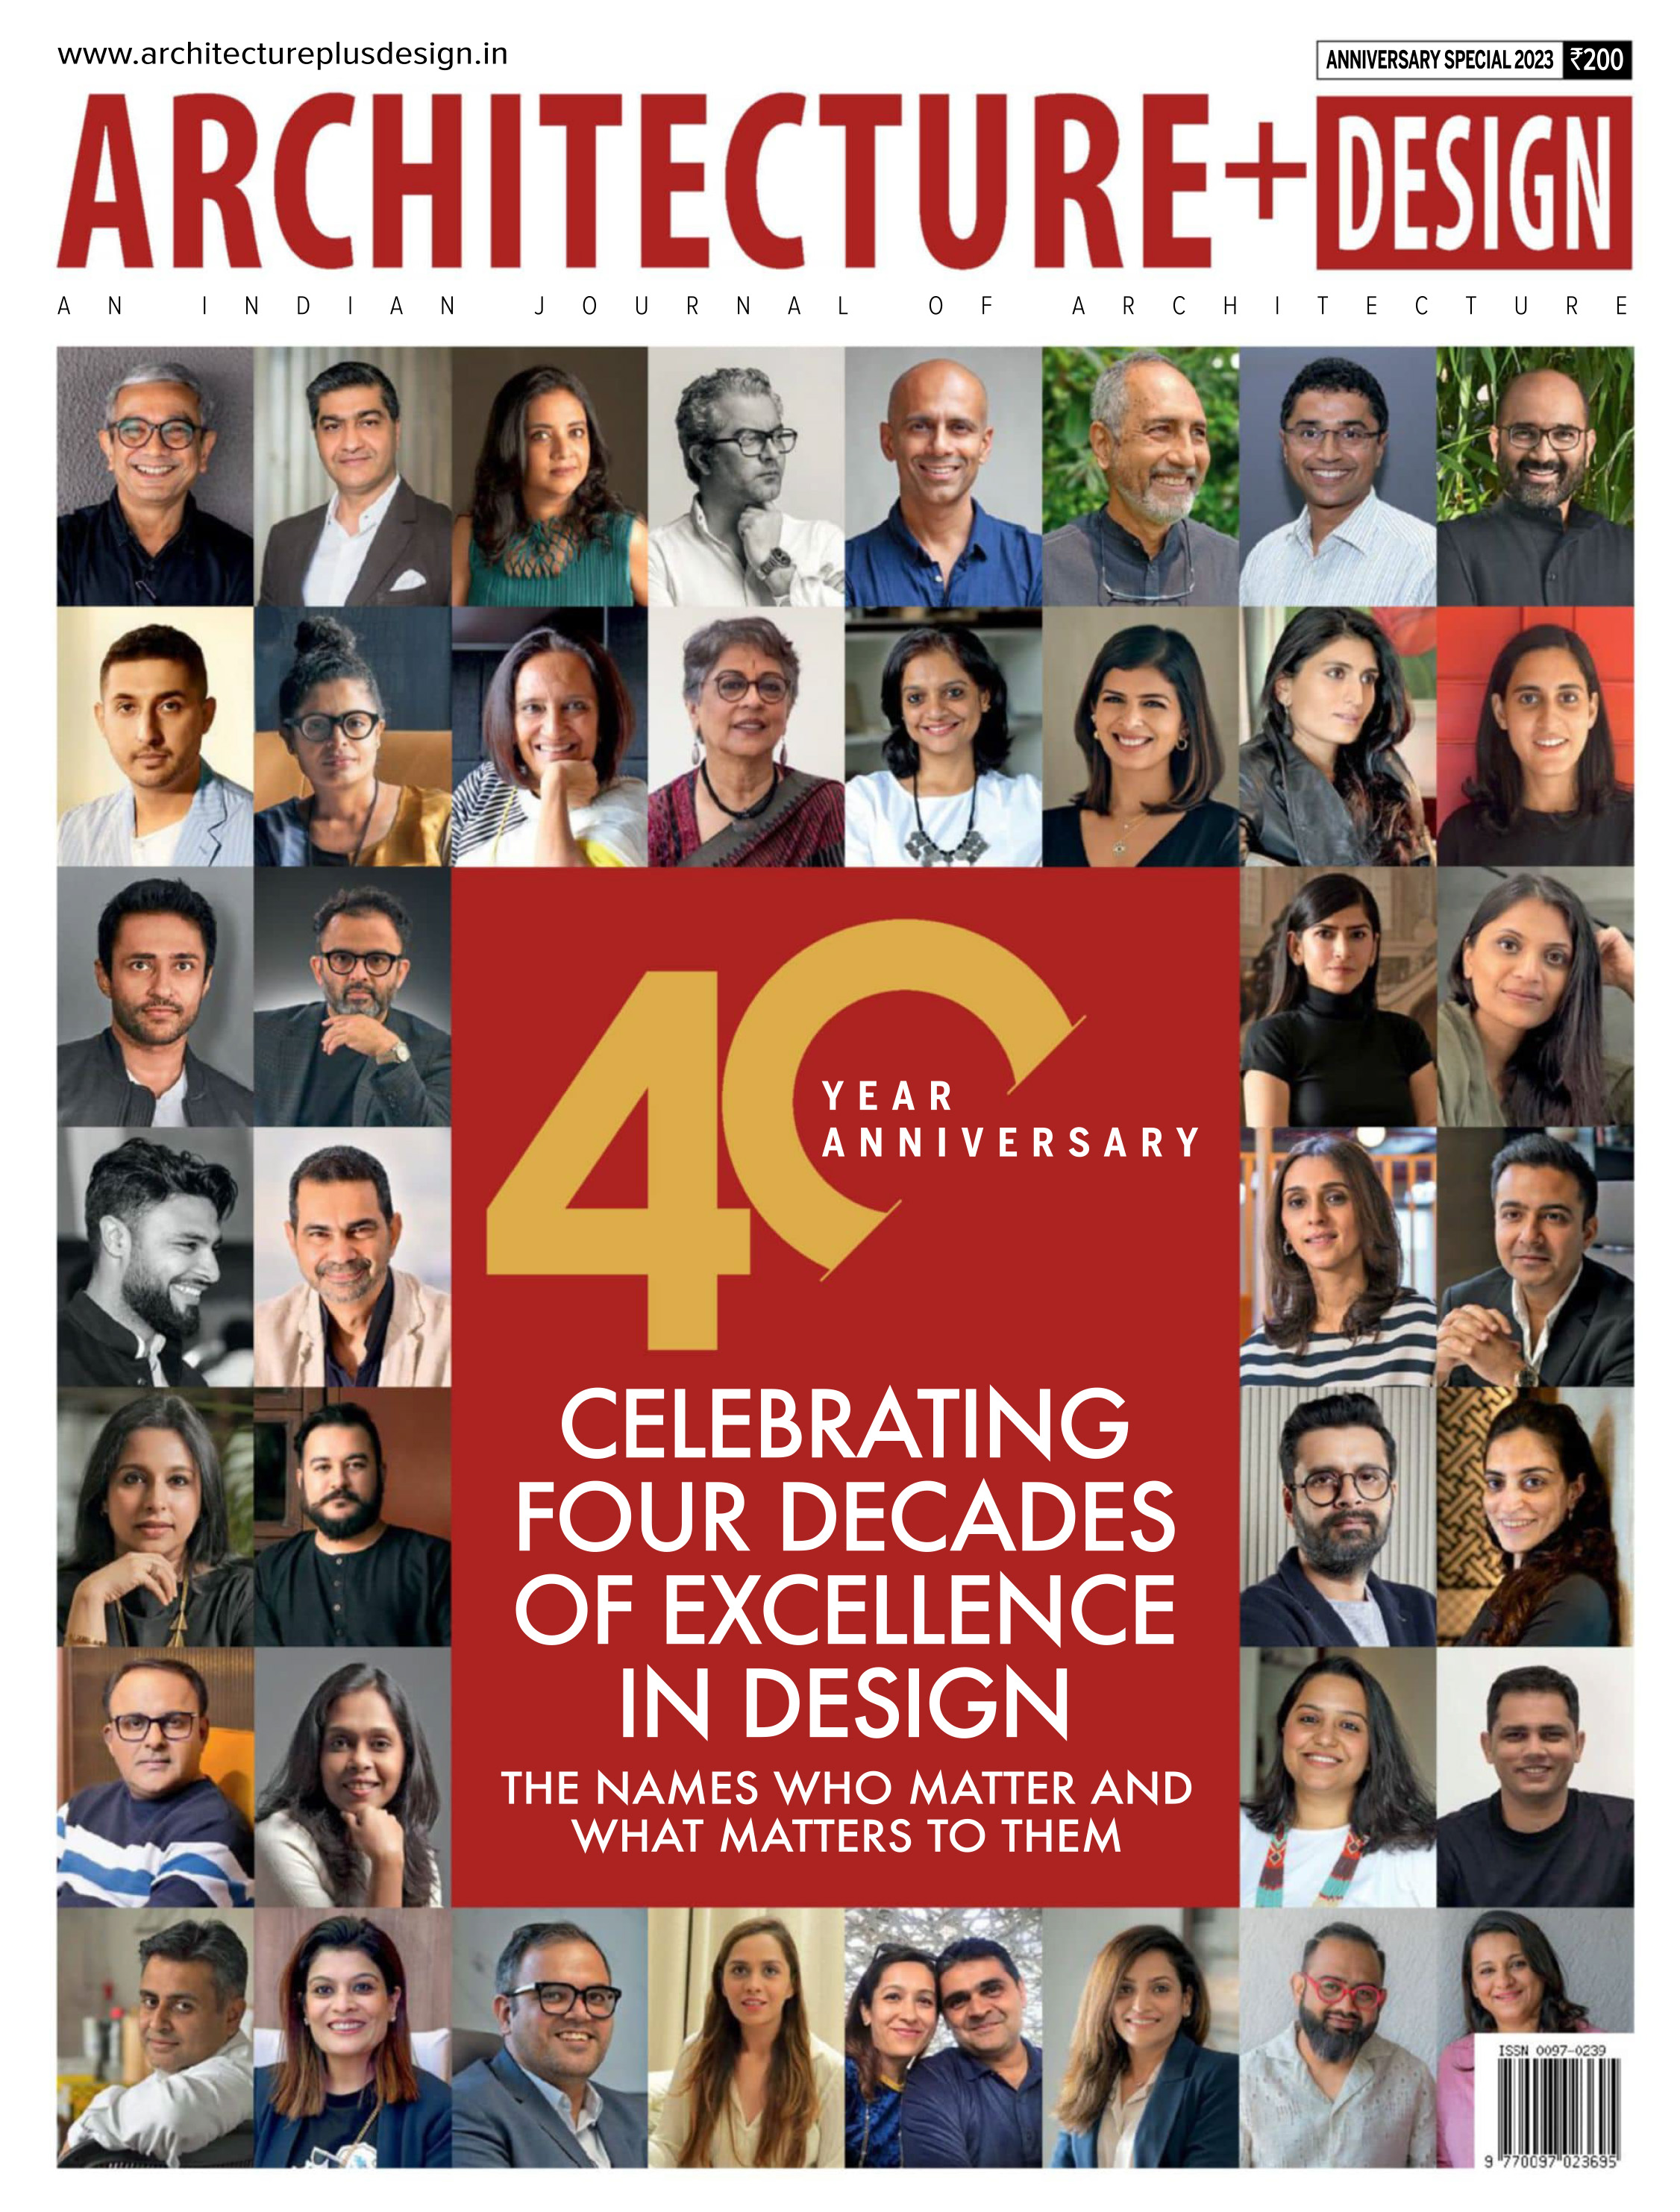 www.architectureplusdesign.in
ANNIVERSARY SPECIAL 2023 ₹200
ARCHITECTURE+DESIGN
AN INDIAN JOURNAL OF ARCHITECTURE
40
YEAR
ANNIVERSARY
CELEBRATING
FOUR DECADES
OF EXCELLENCE
IN DESIGN
THE NAMES WHO MATTER AND
WHAT MATTERS TO THEM
ISSN 0097-0239
9 770097 023695